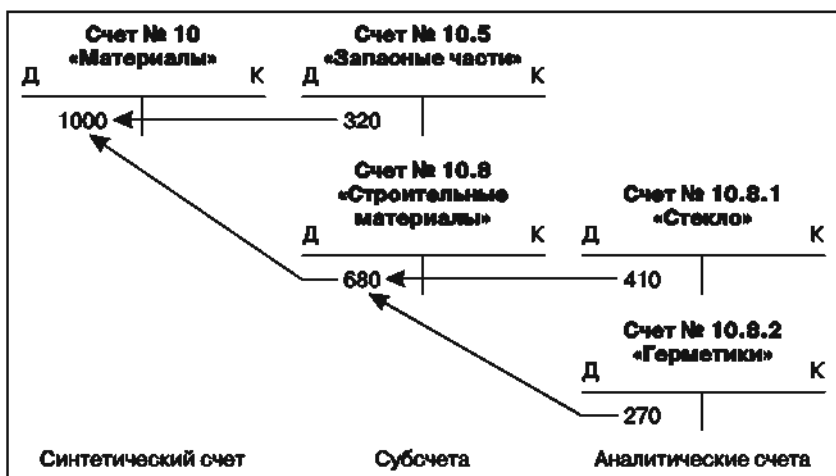 Счет № 10
«Материалы»
Д К
1000
Счет № 10.5
«Запасные части»
Д К
320
Счет № 10.8
«Строительные
материалы»
Д К
680
Счет № 10.8.1
«Стекло»
Д К
410
Счет № 10.8.2
«Герметики»
Д К
270
Синтетический счет Субсчета Аналитические счета